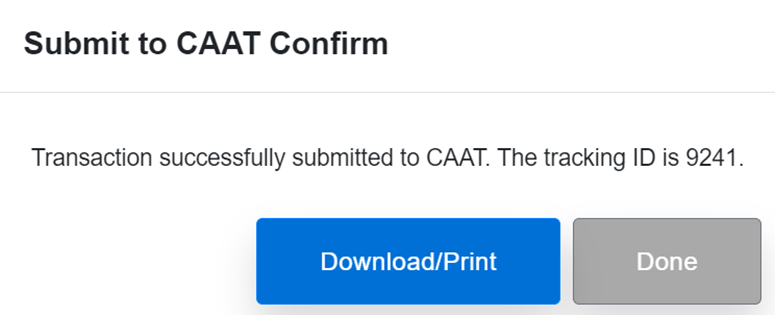 Submit to CAAT Confirm
Transaction successfully submitted to CAAT. The tracking ID is 9241.
Download/Print
Done